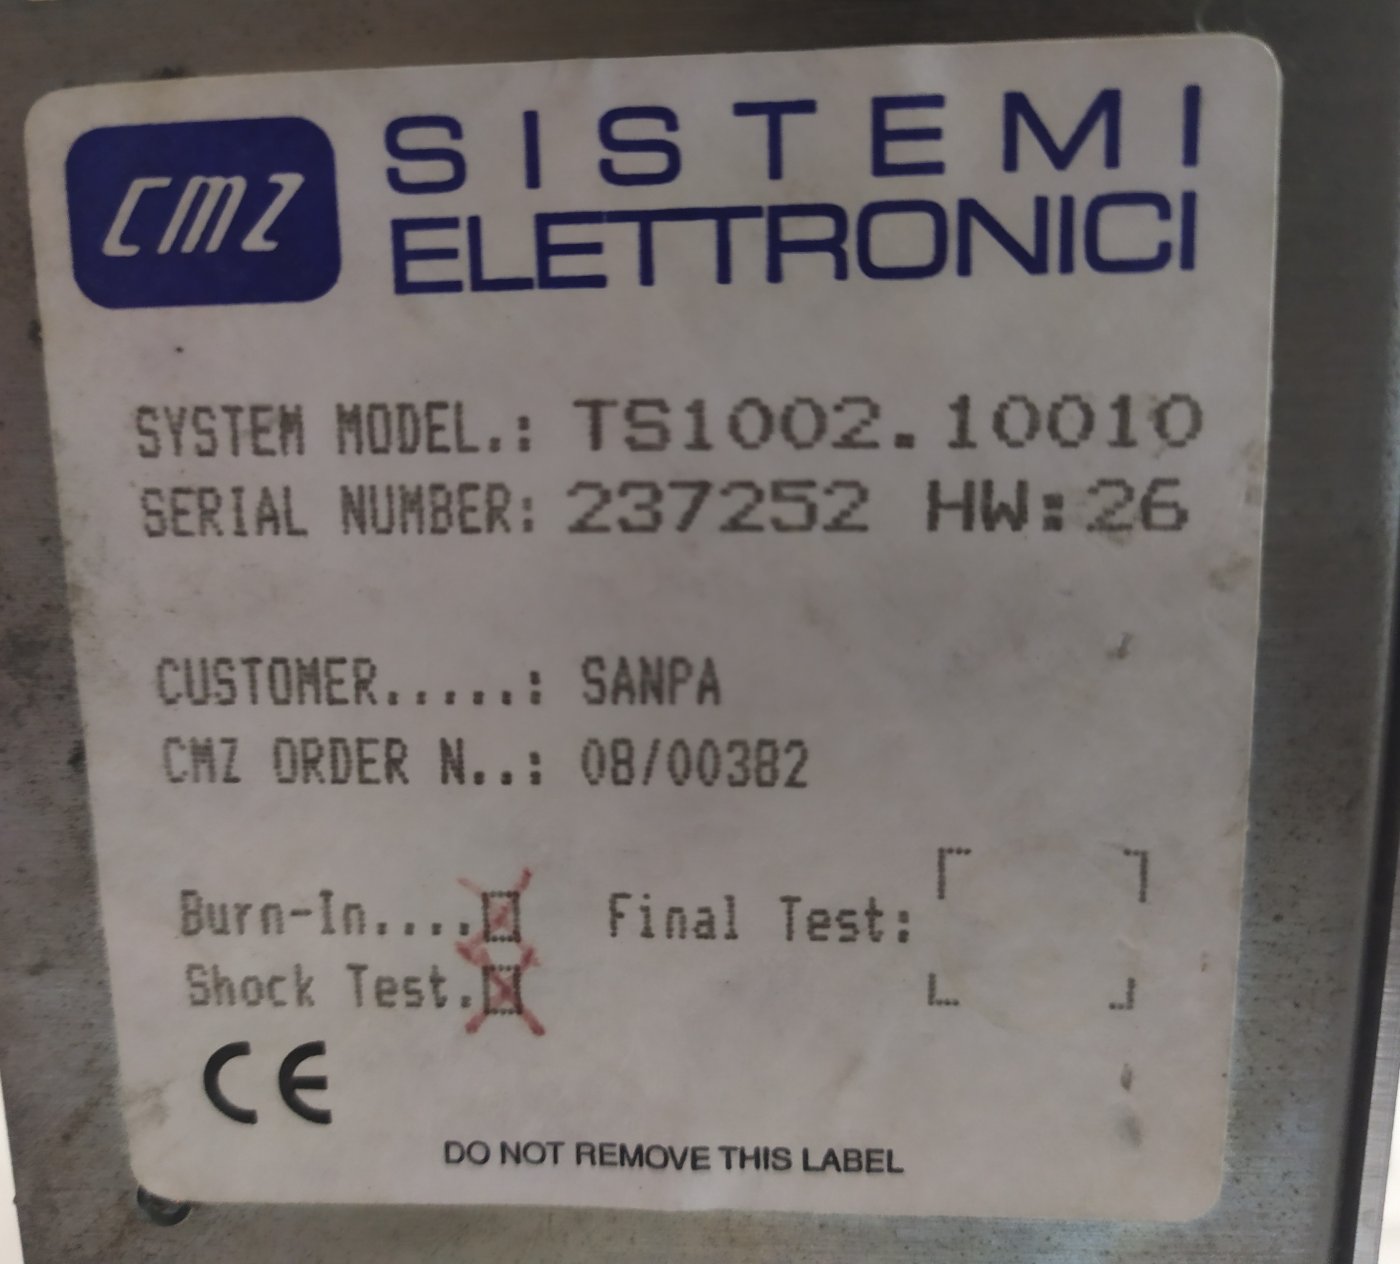 CMZ SISTEMI
ELETTRONICI
SYSTEM MODEL.: TS1002.10010
SERIAL NUMBER: 237252 HW:26
CUSTOMER.....: SANPA
CMZ ORDER N..: 08/00382
Burn-In.... Final Test:
Shock Test.
CE
DO NOT REMOVE THIS LABEL